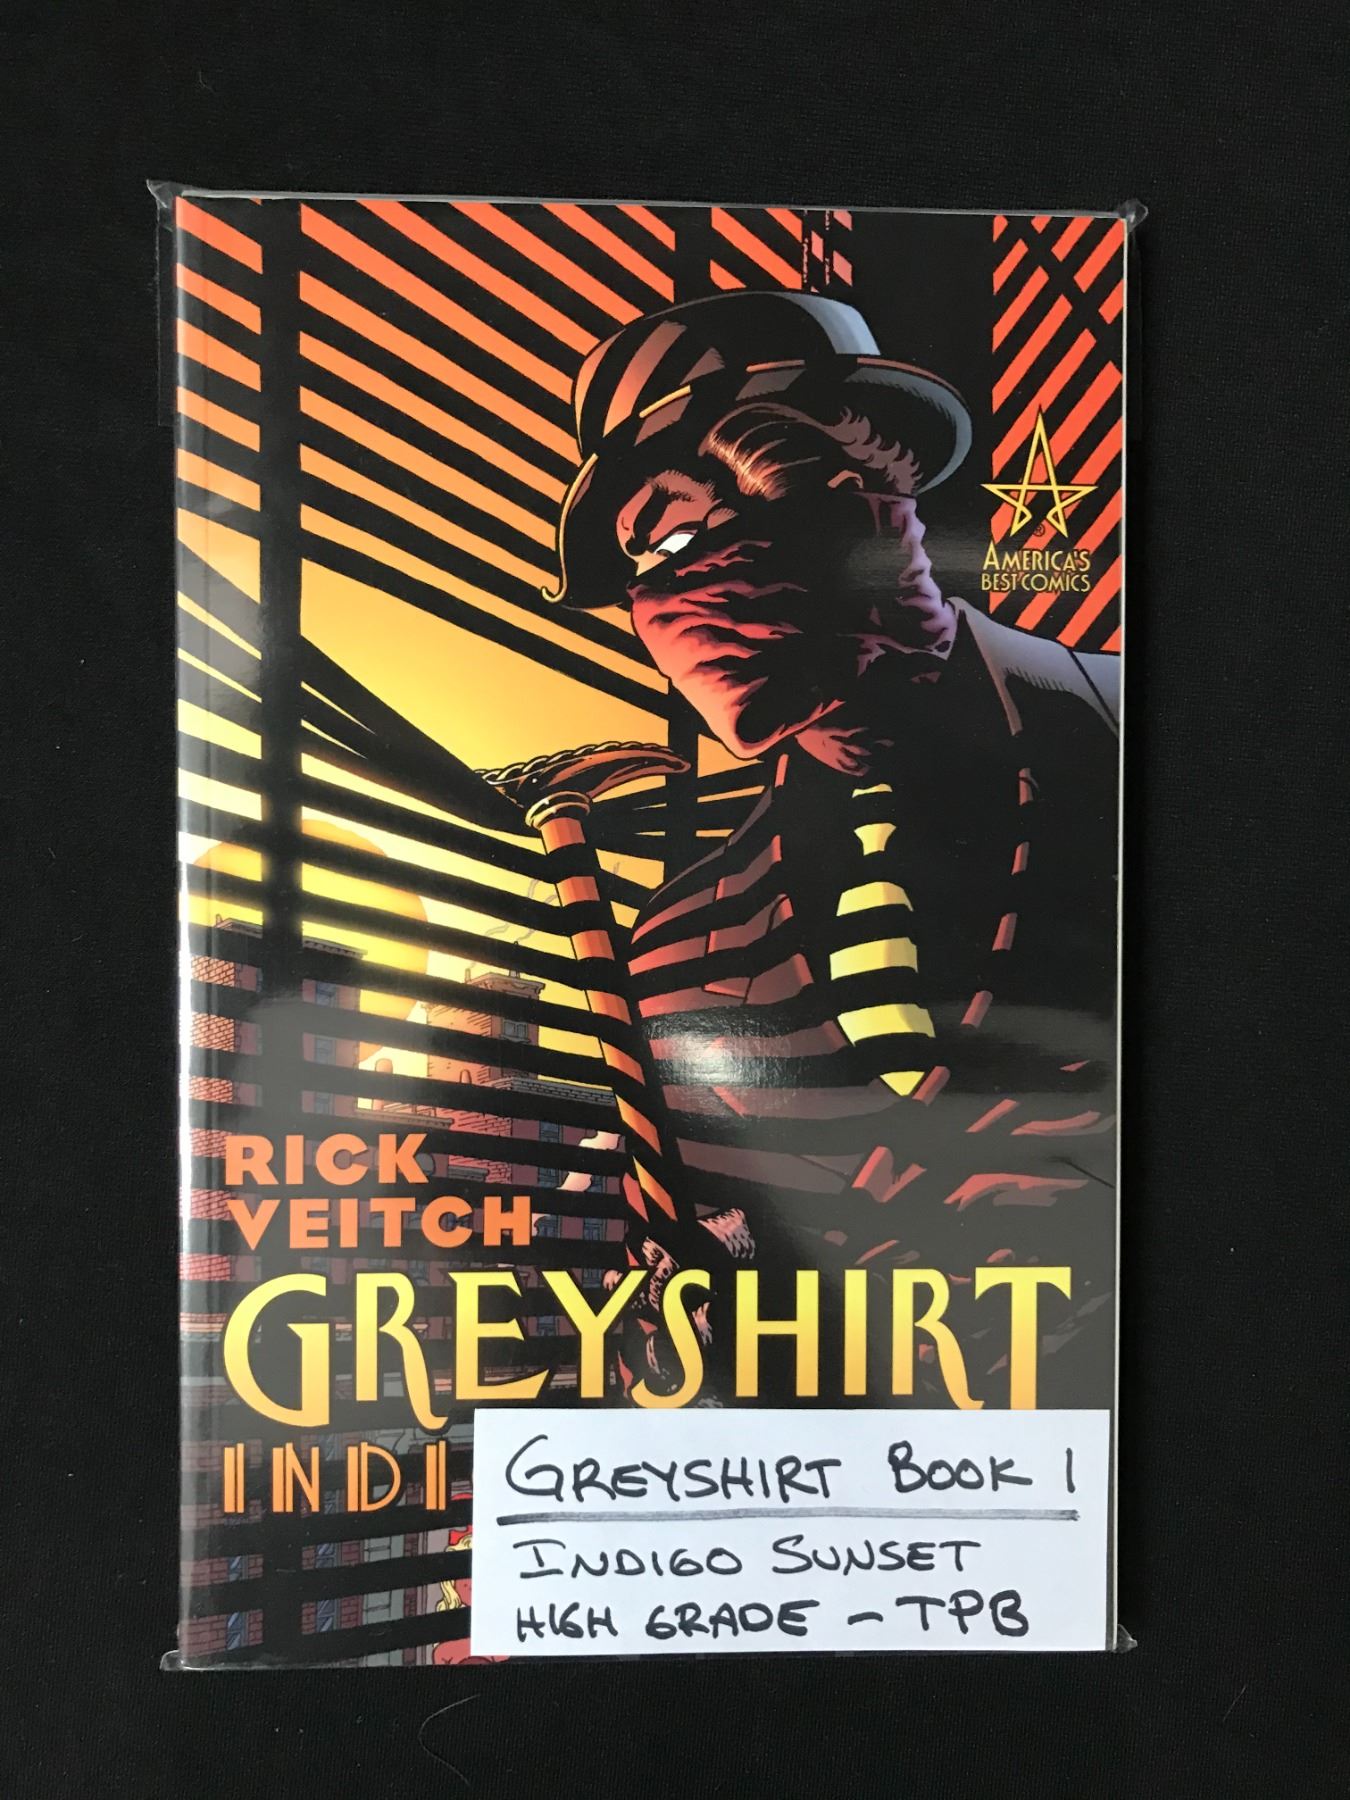 AMERICA'S
BEST COMICS
RICK
VEITCH
GREYSHIRT
INDI
GREYSHIRT BOOK 1
INDIGO SUNSET
HIGH GRADE - TPB